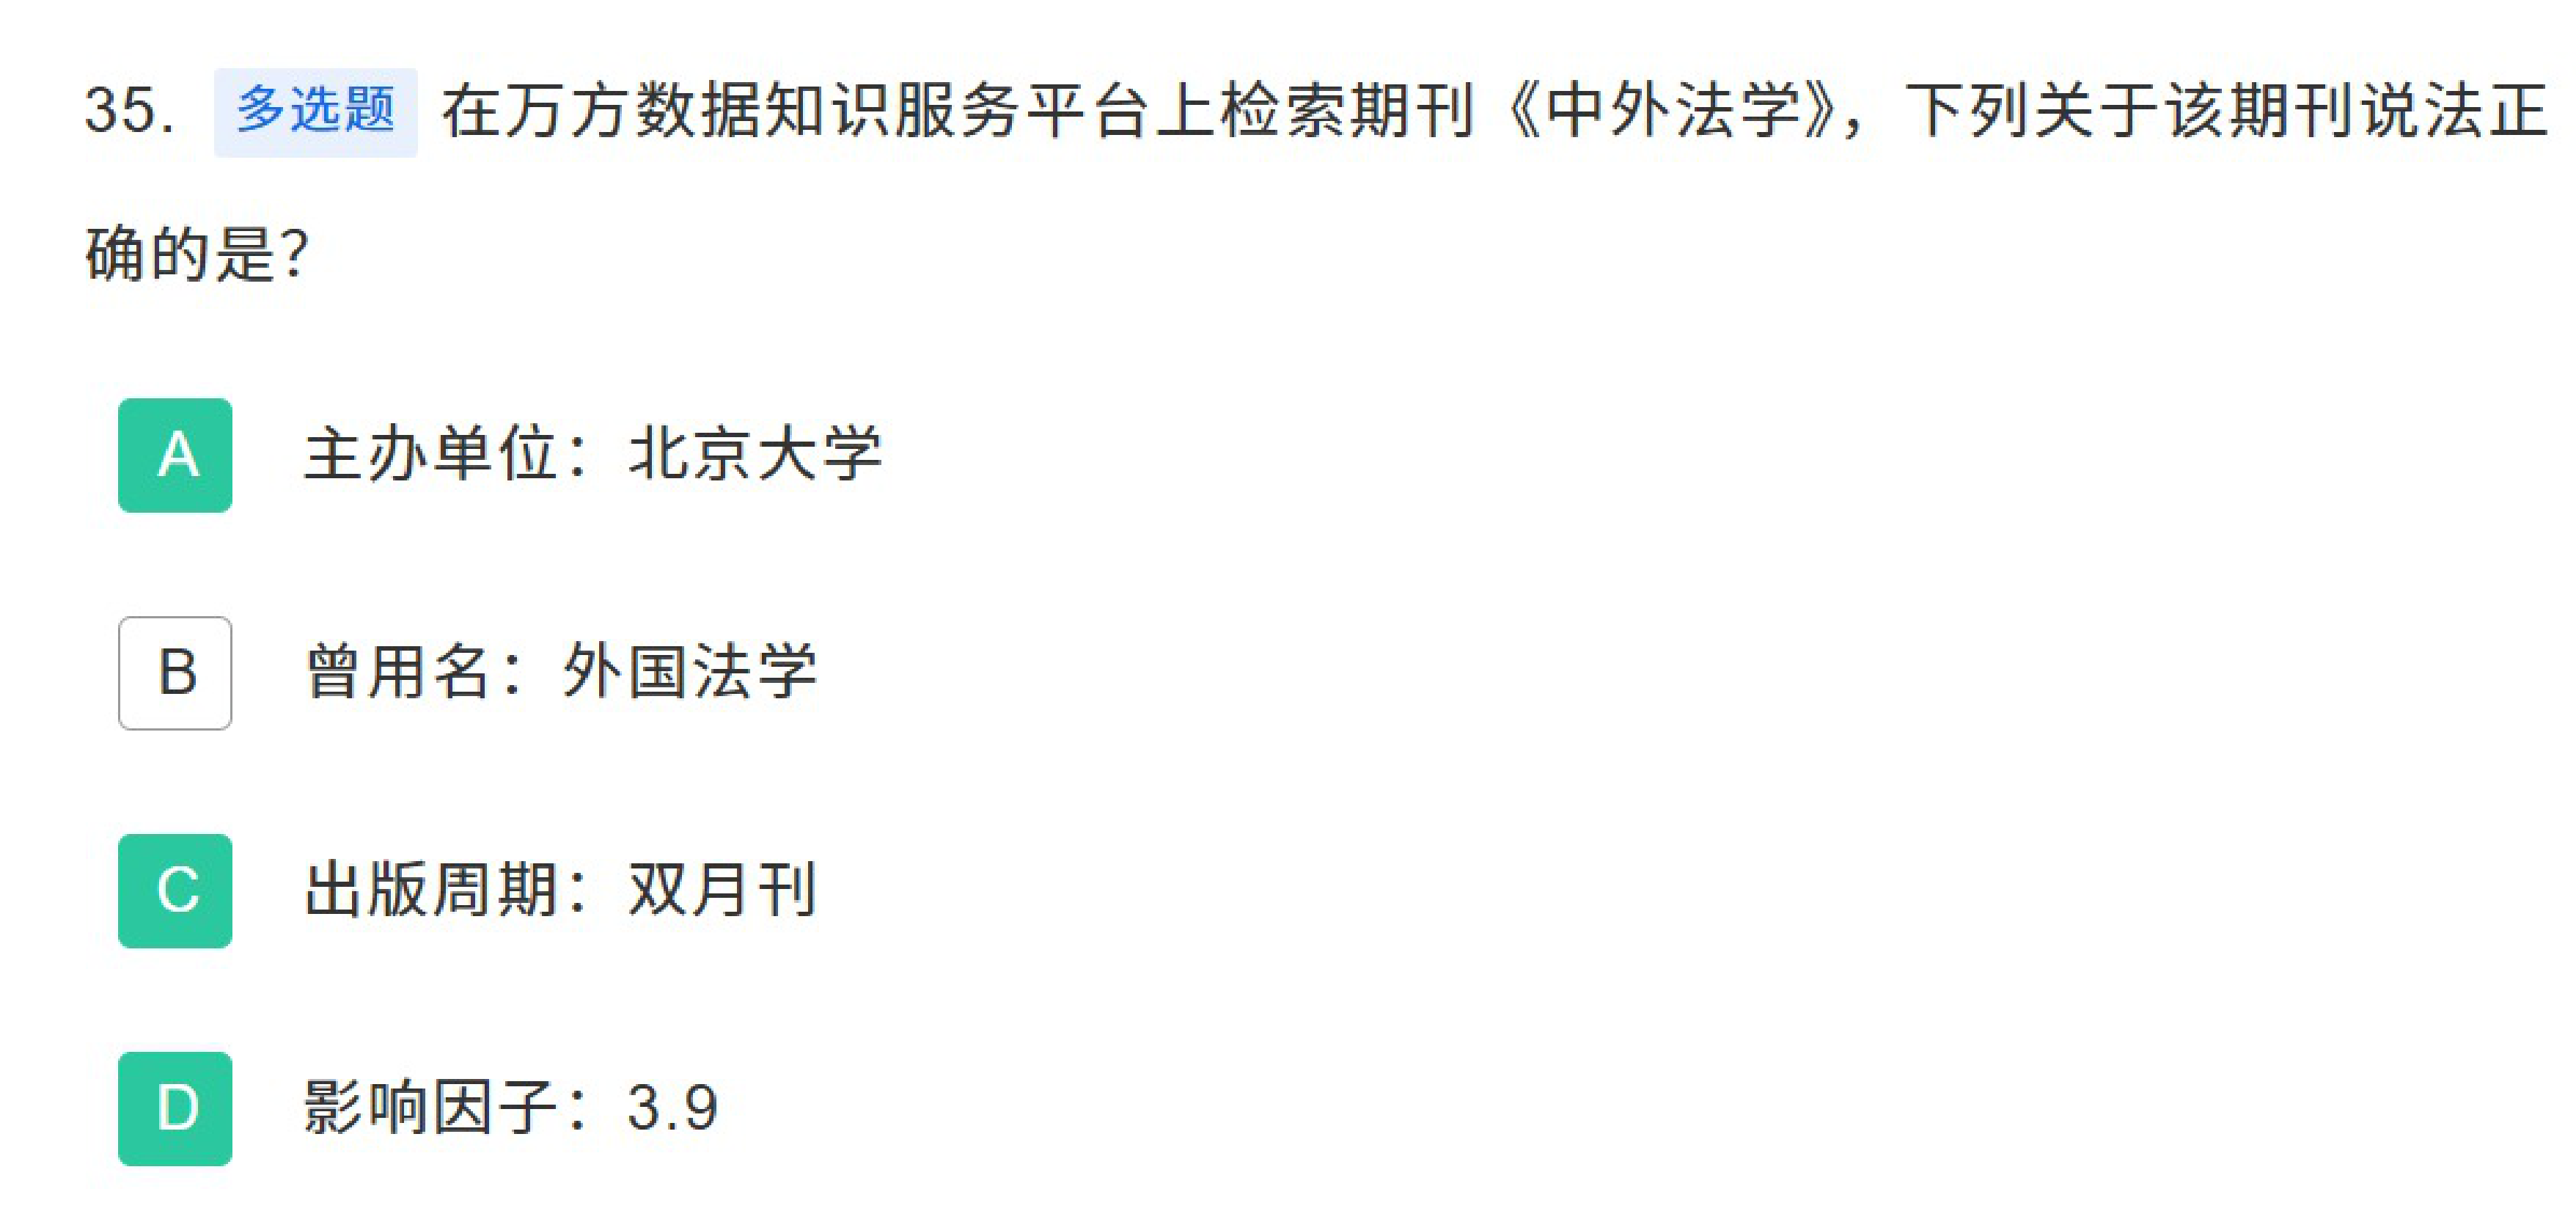 35. 多选题 在万方数据知识服务平台上检索期刊《中外法学》，下列关于该期刊说法正
确的是？
A 主办单位：北京大学
B 曾用名：外国法学
C 出版周期：双月刊
D 影响因子：3.9